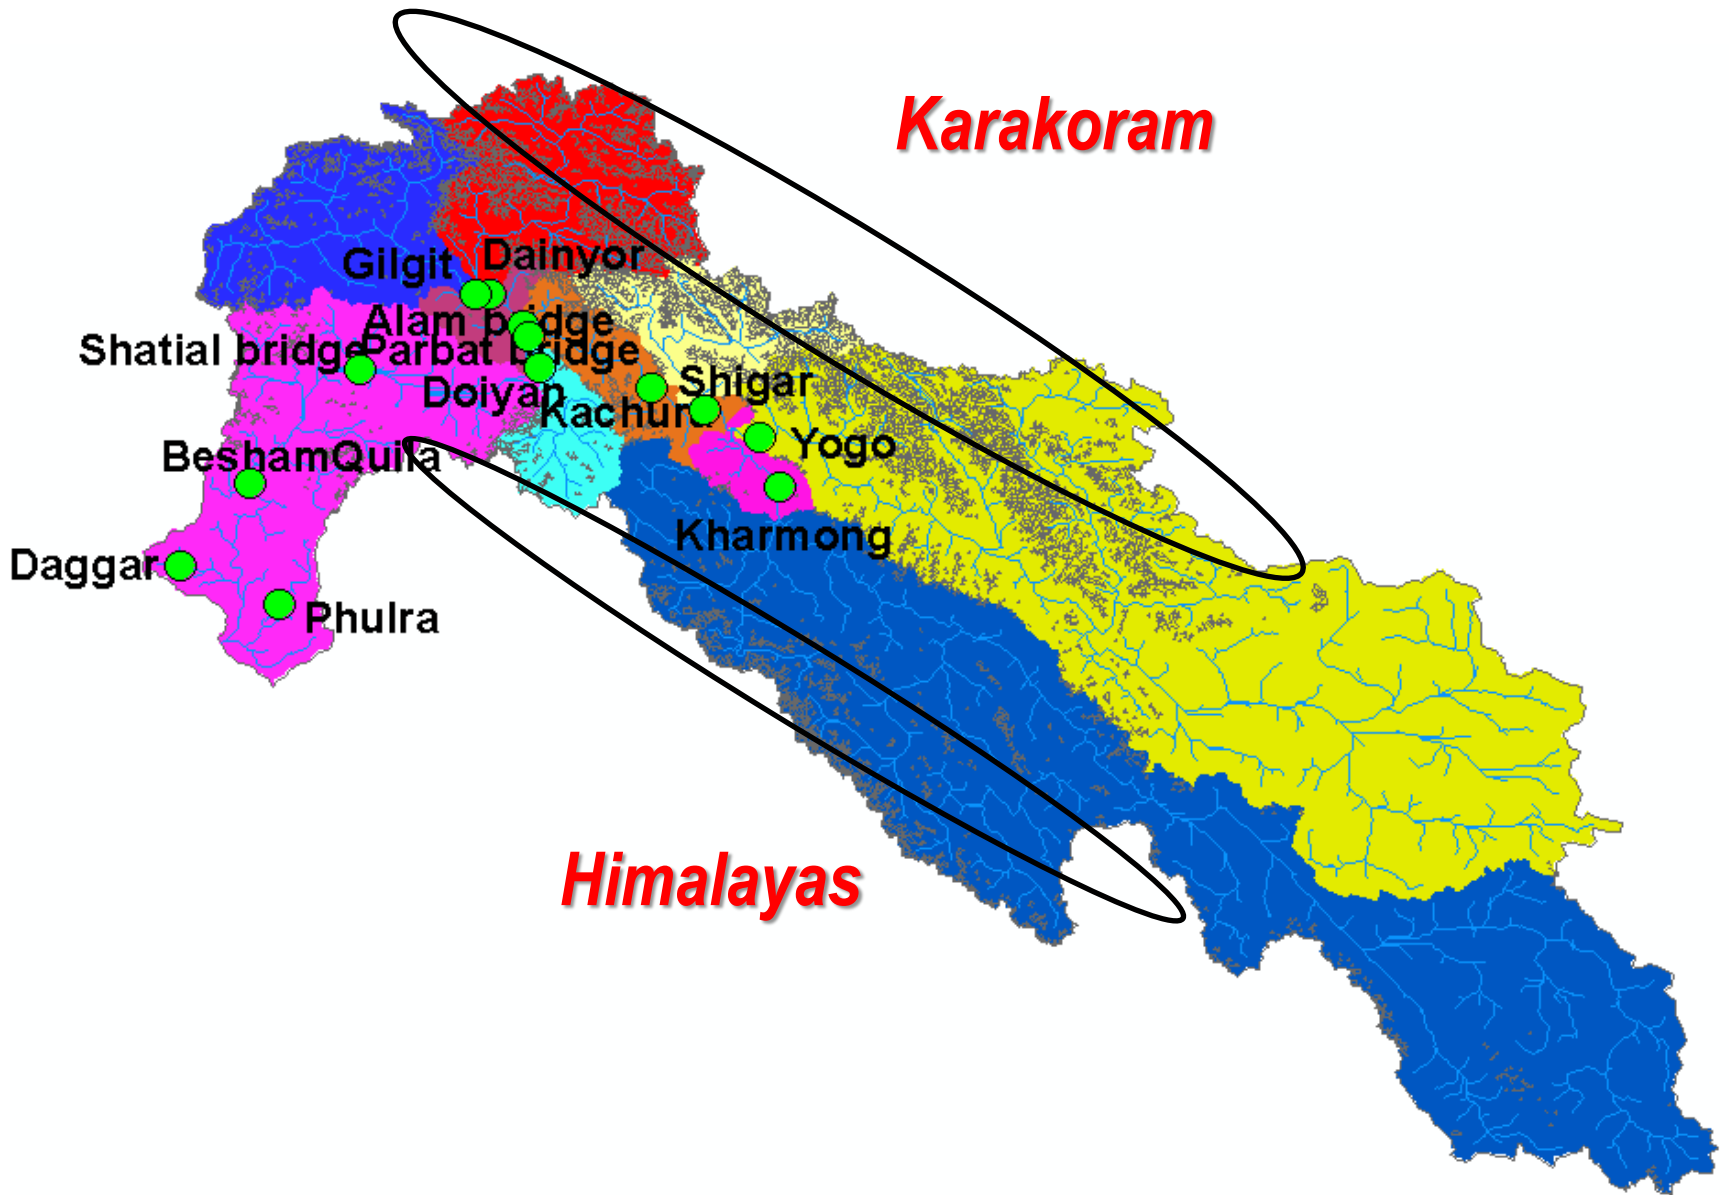 Karakoram
Dainyor
Gilgit
Alam bridge
Shatial bridge
Parbat bridge
Shigar
Doiyan
Kachura
Yogo
BeshamQuila
Kharmong
Daggar
Phulra
Himalayas